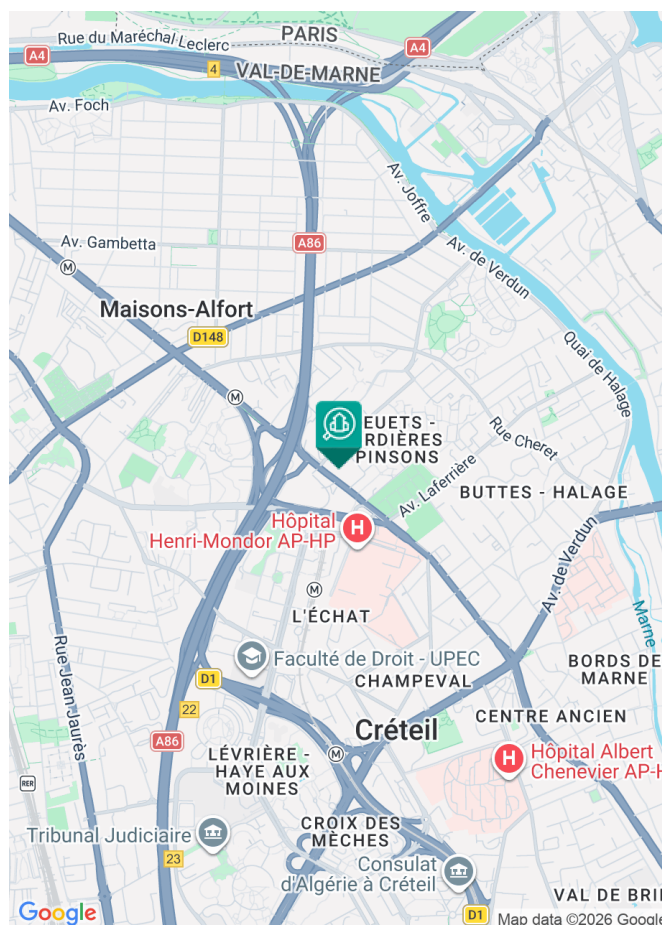 PARIS
Rue du Maréchal Leclerc
A4
A4
4
VAL-DE-MARNE
Av. Foch
Av. Joffre
Av. Gambetta
A86
Av. de Verdun
M
Maisons-Alfort
D148
Quai de Halage
M
EUETS -
RDIÈRES
PINSONS
Rue Cheret
Av. Laferrière
BUTTES - HALAGE
Hôpital
Henri-Mondor AP-HP
H
Av. de Verdun
M
L'ÉCHAT
Marne
Rue Jean Jaurès
Faculté de Droit - UPEC
BORDS DE
MARNE
D1
CHAMPEVAL
22
CENTRE ANCIEN
A86
Créteil
LÉVRIÈRE -
HAYE AUX
MOINES
M
H
Hôpital Albert
Chenevier AP-H
RER
CROIX DES
MÈCHES
Tribunal Judiciaire
23
Consulat
d'Algérie à Créteil
VAL DE BRI
Google
D1
Map data ©2026 Google